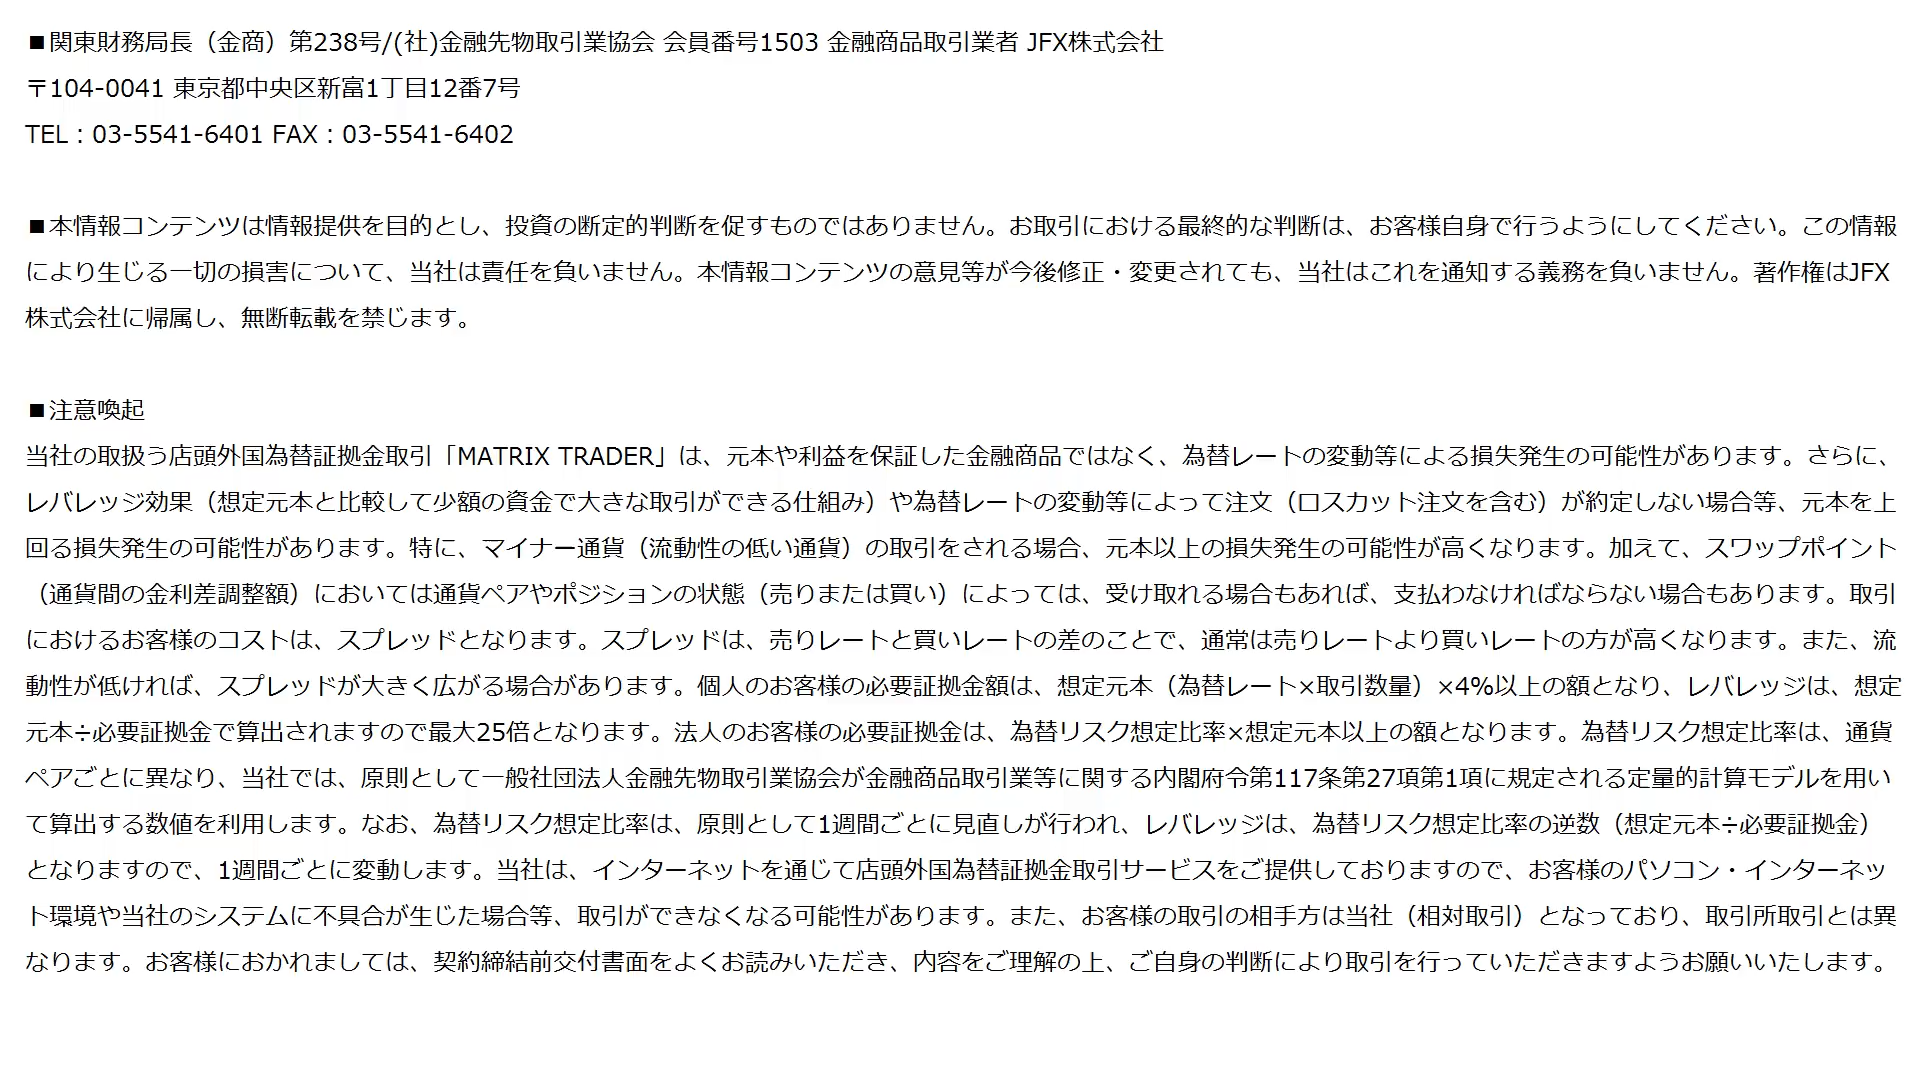 ■関東財務局長（金商）第238号/(社)金融先物取引業協会 会員番号1503 金融商品取引業者 JFX株式会社
〒104-0041 東京都中央区新富1丁目12番7号
TEL：03-5541-6401 FAX：03-5541-6402
■本情報コンテンツは情報提供を目的とし、投資の断定的判断を促すものではありません。お取引における最終的な判断は、お客様自身で行うようにしてください。この情報
により生じる一切の損害について、当社は責任を負いません。本情報コンテンツの意見等が今後修正・変更されても、当社はこれを通知する義務を負いません。著作権はJFX
株式会社に帰属し、無断転載を禁じます。
■注意喚起
当社の取扱う店頭外国為替証拠金取引「MATRIX TRADER」は、元本や利益を保証した金融商品ではなく、為替レートの変動等による損失発生の可能性があります。さらに、
レバレッジ効果（想定元本と比較して少額の資金で大きな取引ができる仕組み）や為替レートの変動等によって注文（ロスカット注文を含む）が約定しない場合等、元本を上
回る損失発生の可能性があります。特に、マイナー通貨（流動性の低い通貨）の取引をされる場合、元本以上の損失発生の可能性が高くなります。加えて、スワップポイント
（通貨間の金利差調整額）においては通貨ペアやポジションの状態（売りまたは買い）によっては、受け取れる場合もあれば、支払わなければならない場合もあります。取引
におけるお客様のコストは、スプレッドとなります。スプレッドは、売りレートと買いレートの差のことで、通常は売りレートより買いレートの方が高くなります。また、流
動性が低ければ、スプレッドが大きく広がる場合があります。個人のお客様の必要証拠金額は、想定元本（為替レート×取引数量）×4%以上の額となり、レバレッジは、想定
元本÷必要証拠金で算出されますので最大25倍となります。法人のお客様の必要証拠金は、為替リスク想定比率×想定元本以上の額となります。為替リスク想定比率は、通貨
ペアごとに異なり、当社では、原則として一般社団法人金融先物取引業協会が金融商品取引業等に関する内閣府令第117条第27項第1項に規定される定量的計算モデルを用い
て算出する数値を利用します。なお、為替リスク想定比率は、原則として1週間ごとに見直しが行われ、レバレッジは、為替リスク想定比率の逆数（想定元本÷必要証拠金）
となりますので、1週間ごとに変動します。当社は、インターネットを通じて店頭外国為替証拠金取引サービスをご提供しておりますので、お客様のパソコン・インターネッ
ト環境や当社のシステムに不具合が生じた場合等、取引ができなくなる可能性があります。また、お客様の取引の相手方は当社（相対取引）となっており、取引所取引とは異
なります。お客様におかれましては、契約締結前交付書面をよくお読みいただき、内容をご理解の上、ご自身の判断により取引を行っていただきますようお願いいたします。